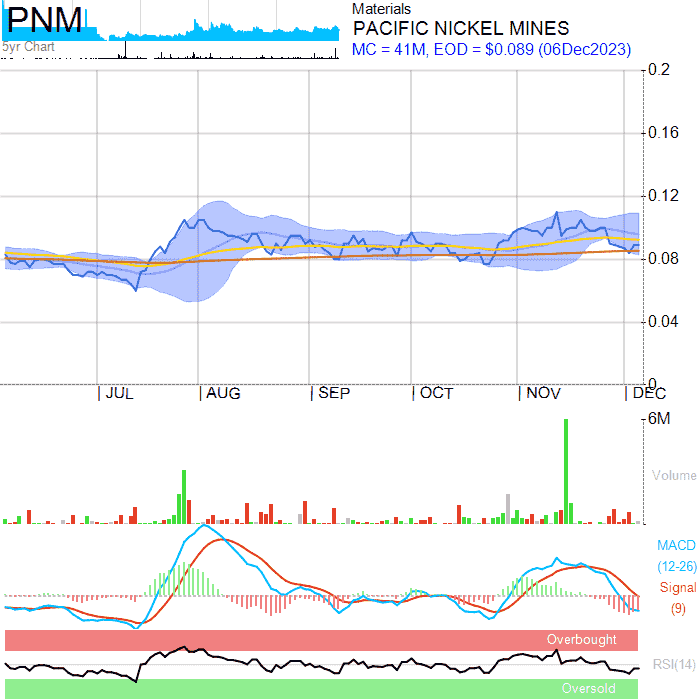 PNM
5yr Chart
Materials
PACIFIC NICKEL MINES
MC = 41M, EOD = $0.089 (06Dec2023)
0.2
0.16
0.12
0.08
0.04
0
JUL AUG SEP OCT NOV DEC
6M
Volume
MACD
(12-26)
Signal
(9)
Overbought
RSI(14)
Oversold